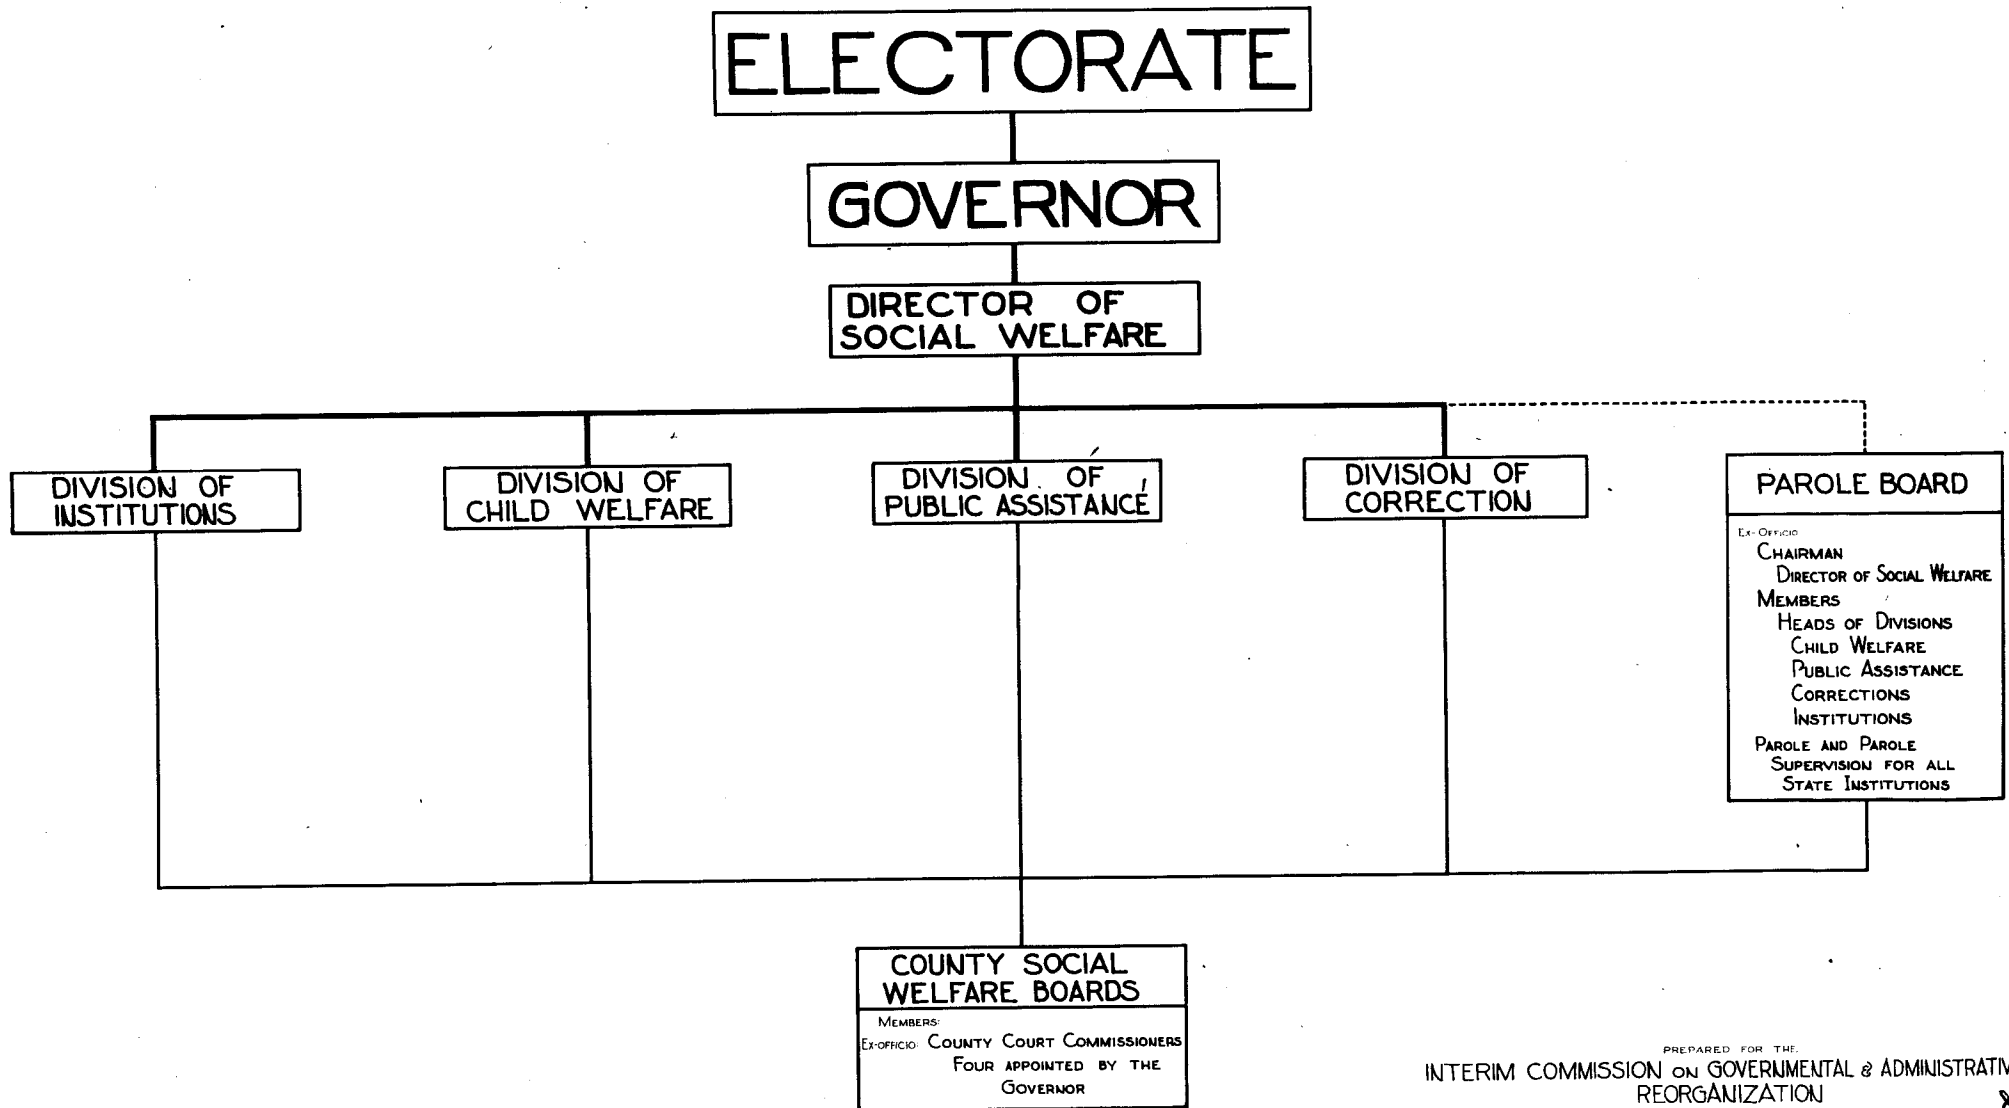 ELECTORATE
GOVERNOR
DIRECTOR OF
SOCIAL WELFARE
DIVISION OF
INSTITUTIONS
DIVISION OF
CHILD WELFARE
DIVISION OF
PUBLIC ASSISTANCE
DIVISION OF
CORRECTION
PAROLE BOARD
EX-OFFICIO
CHAIRMAN
DIRECTOR OF SOCIAL WELFARE
MEMBERS
HEADS OF DIVISIONS
CHILD WELFARE
PUBLIC ASSISTANCE
CORRECTIONS
INSTITUTIONS
PAROLE AND PAROLE
SUPERVISION FOR ALL
STATE INSTITUTIONS
COUNTY SOCIAL
WELFARE BOARDS
MEMBERS:
EX-OFFICIO: COUNTY COURT COMMISSIONERS
FOUR APPOINTED BY THE
GOVERNOR
PREPARED FOR THE
INTERIM COMMISSION ON GOVERNMENTAL & ADMINISTRATIV
REORGANIZATION